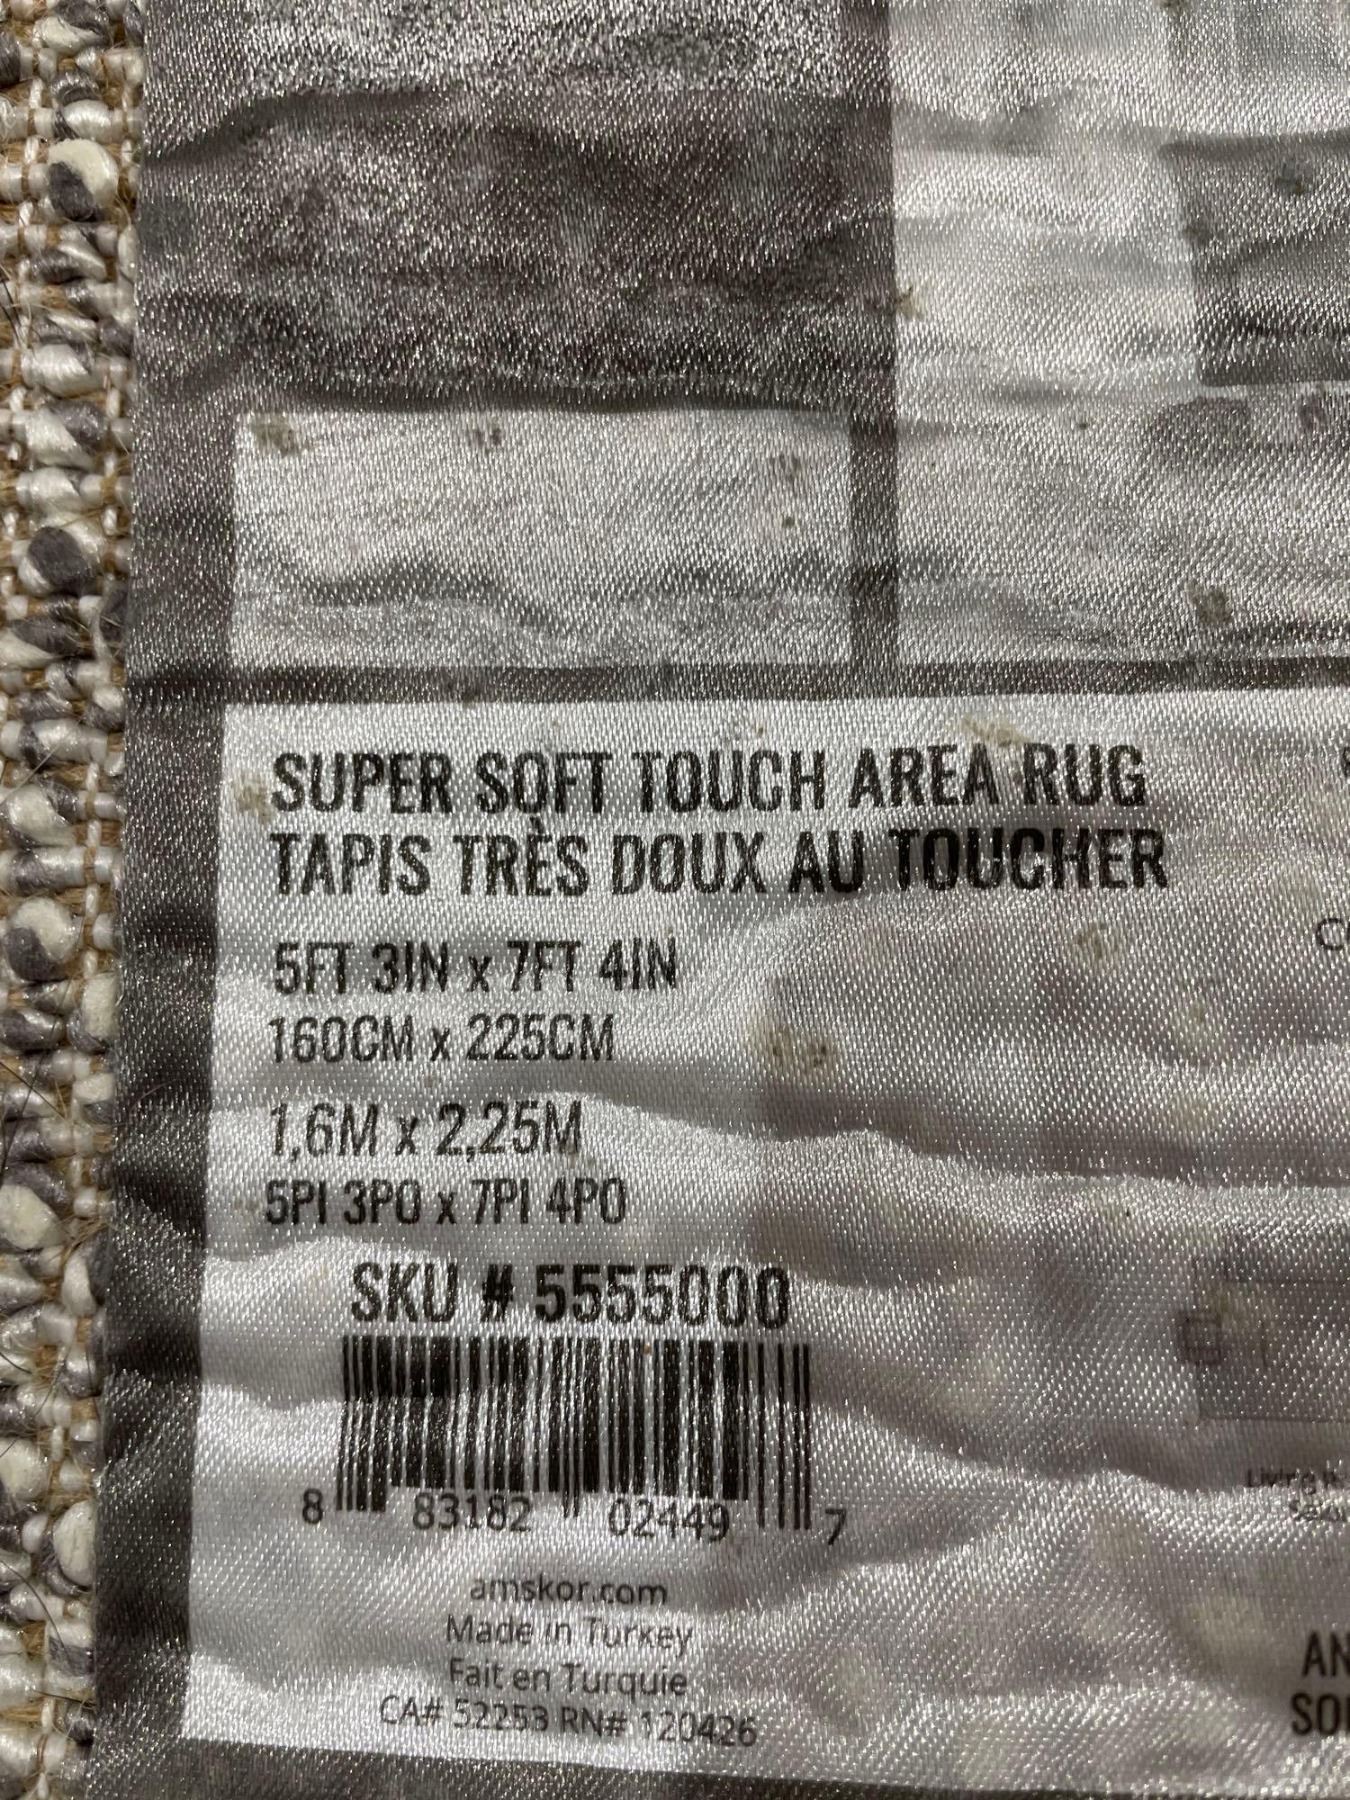 SUPER SOFT TOUCH AREA RUG
TAPIS TRÈS DOUX AU TOUCHER
5FT 3IN x 7FT 4IN
160CM x 225CM
1,6M x 2,25M
5PI 3PO x 7PI 4PO
SKU # 5555000
8 83182 02449 7
amskor.com
Made in Turkey
Fait en Turquie
CA# 52253 RN# 120426
Living